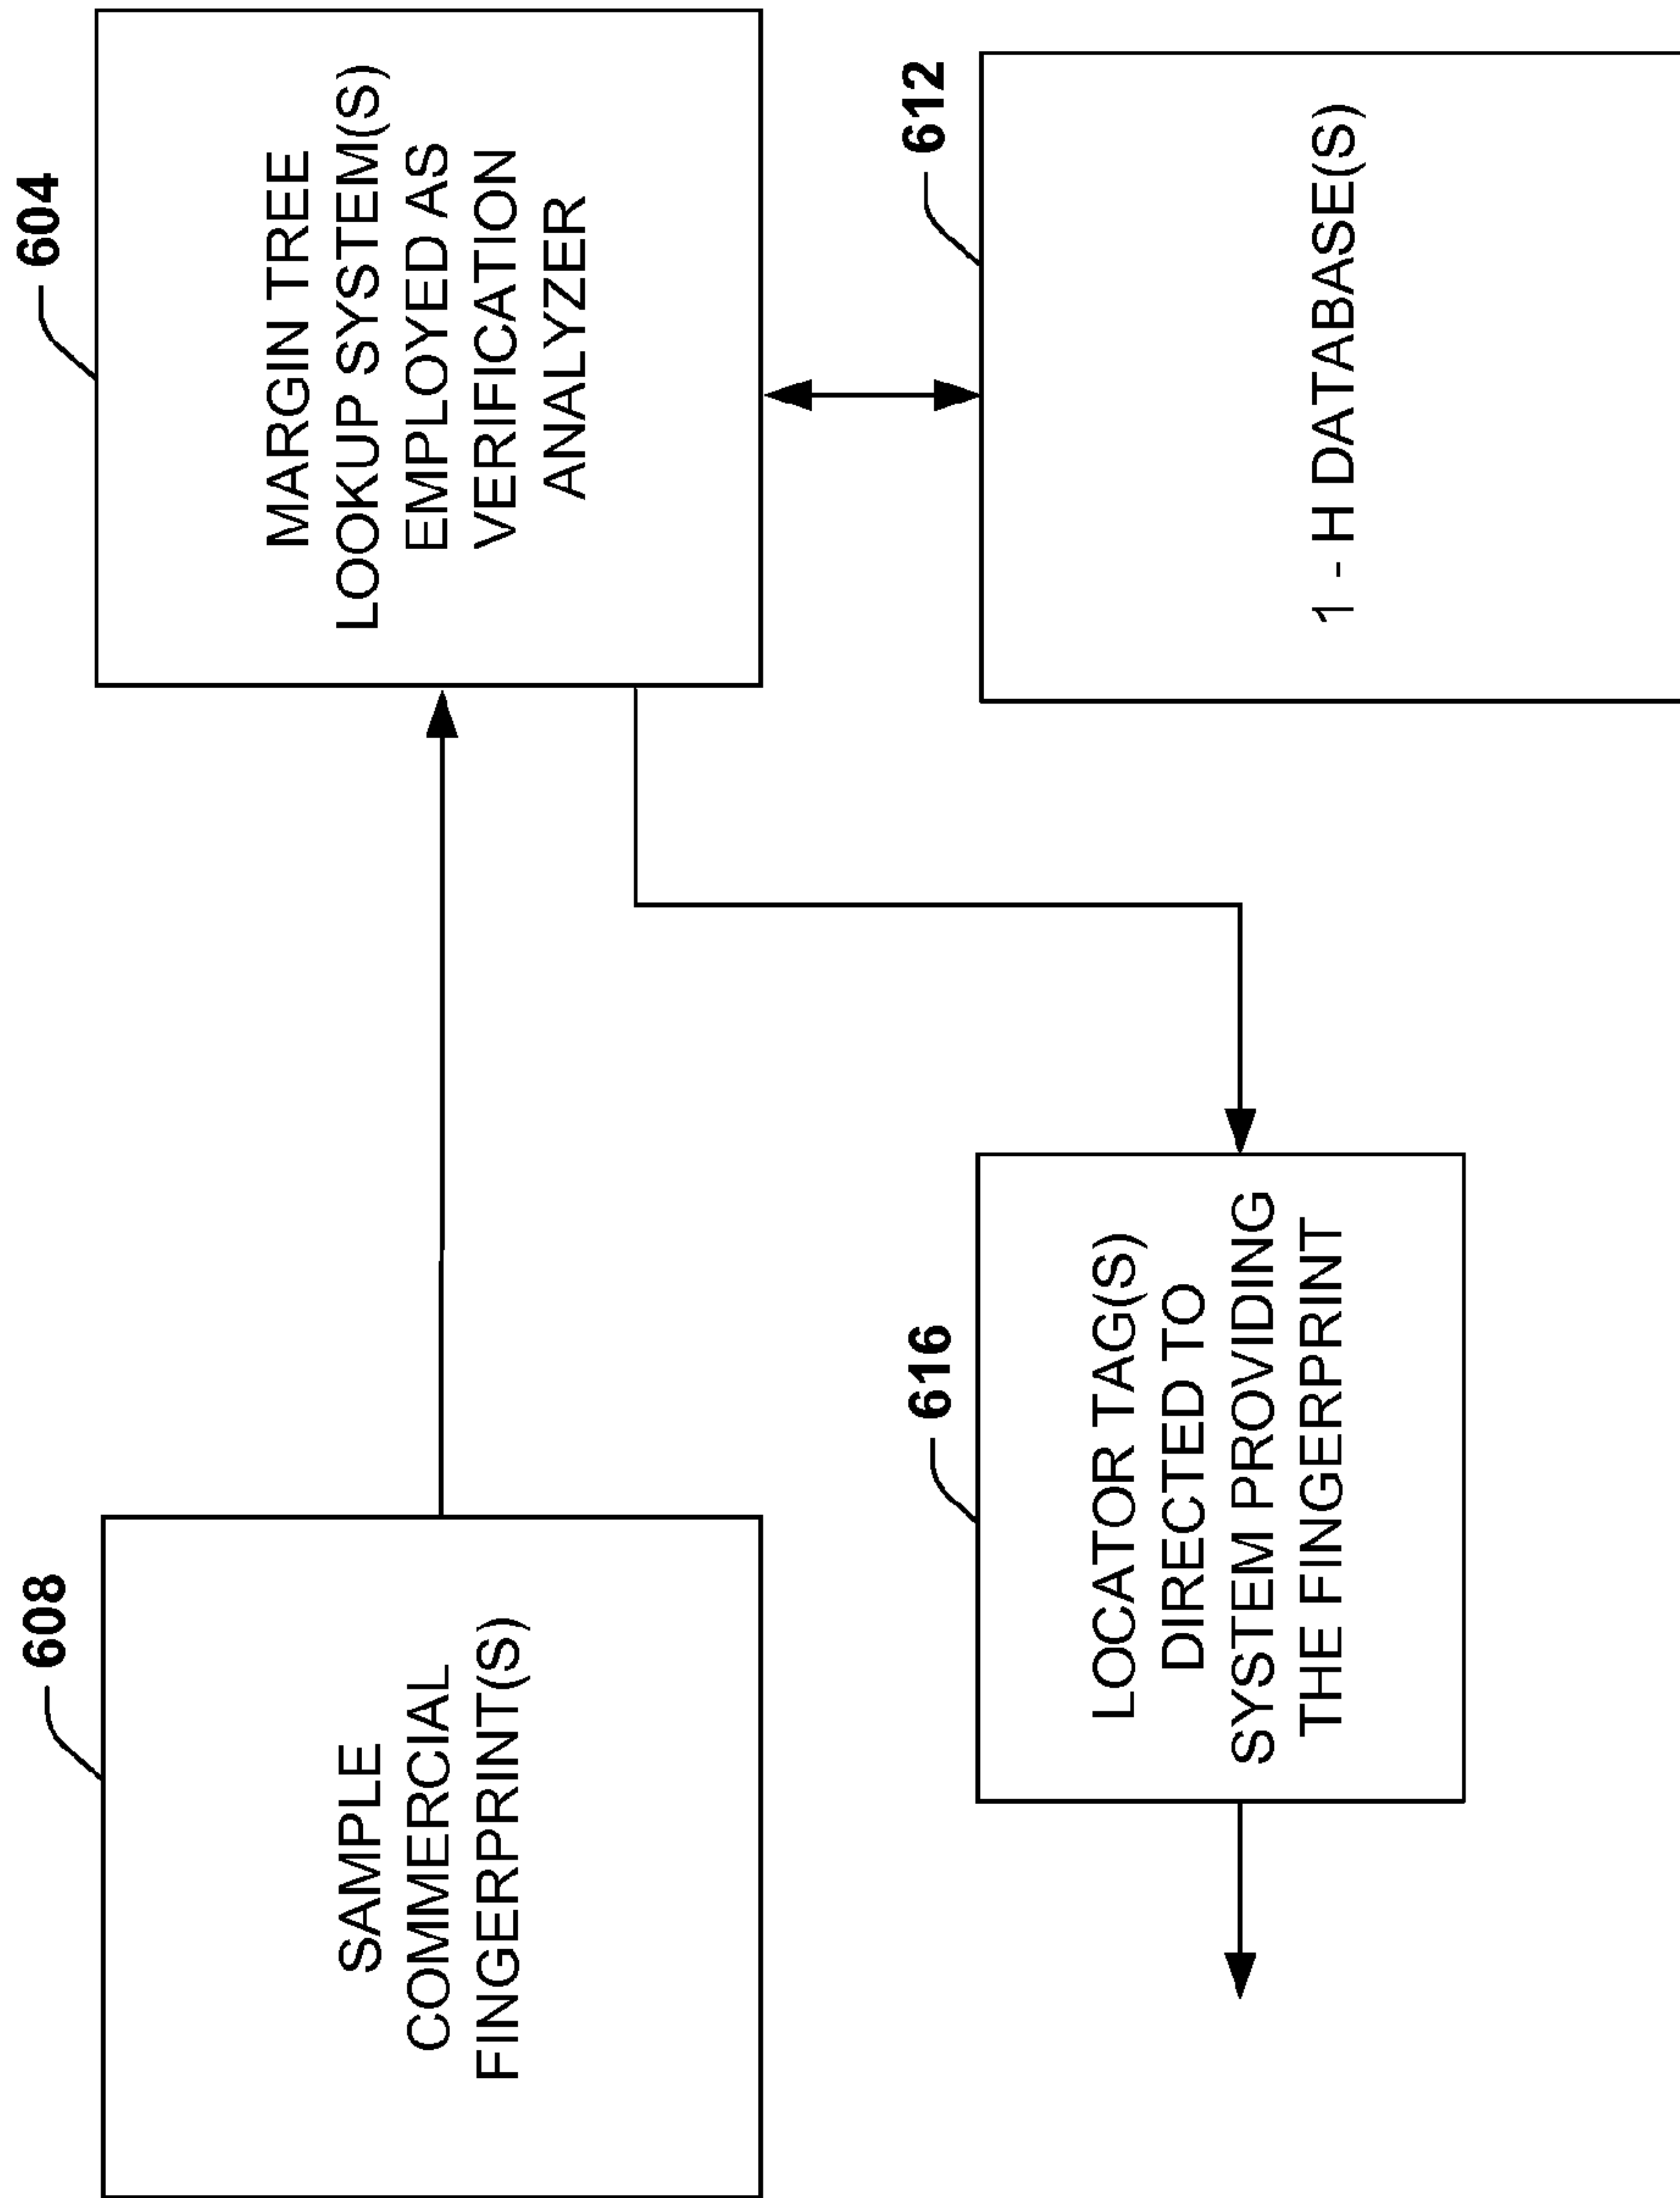 608
SAMPLE
COMMERCIAL
FINGERPRINT(S)
604
MARGIN TREE
LOOKUP SYSTEM(S)
EMPLOYED AS
VERIFICATION
ANALYZER
616
LOCATOR TAG(S)
DIRECTED TO
SYSTEM PROVIDING
THE FINGERPRINT
612
1 - H DATABASE(S)